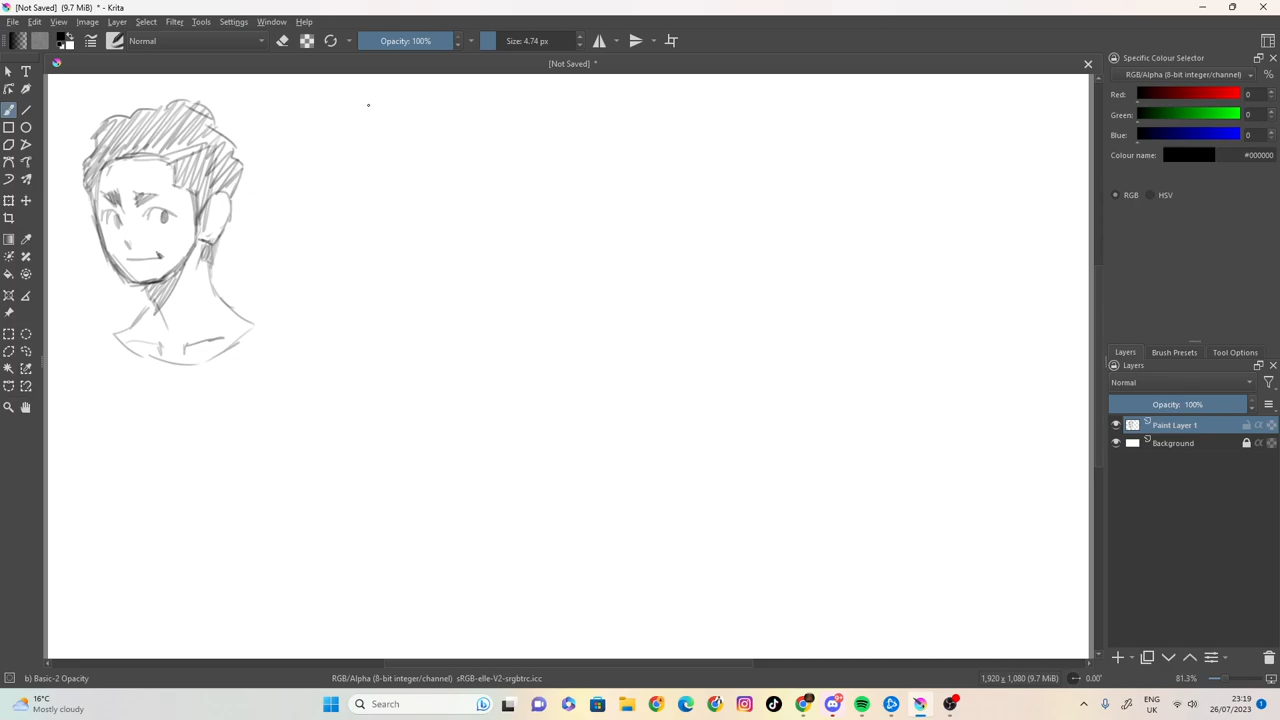 [Not Saved] (9.7 MiB) * - Krita
File Edit View Image Layer Select Filter Tools Settings Window Help
Normal Opacity: 100% Size: 4.74 px
[Not Saved] *
Specific Colour Selector
RGB/Alpha (8-bit integer/channel) %
Red: 0
Green: 0
Blue: 0
Colour name: #000000
RGB HSV
Layers Brush Presets Tool Options
Layers
Normal
Opacity: 100%
Paint Layer 1
Background
b) Basic-2 Opacity RGB/Alpha (8-bit integer/channel) sRGB-elle-V2-srgbtrc.icc 1,920 x 1,080 (9.7 MiB) 0.00° 81.3%
16°C
Mostly cloudy
Search
ENG
UK
23:19
26/07/2023